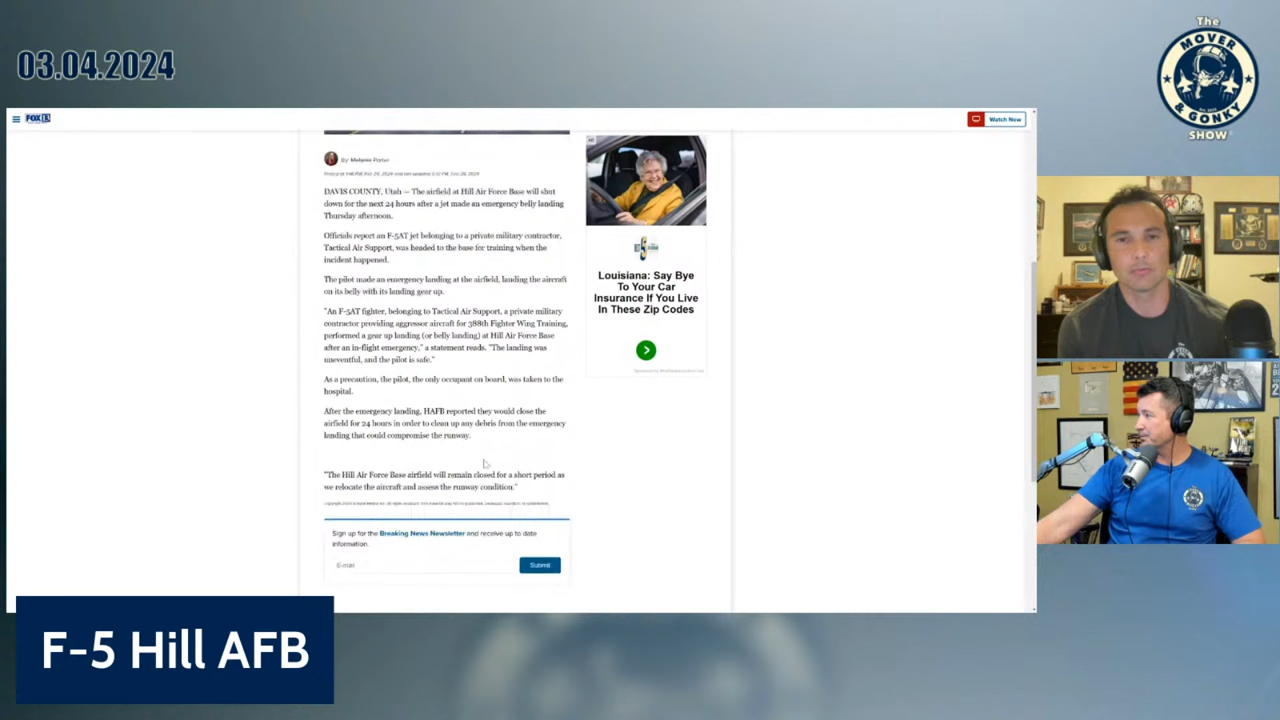 03.04.2024
The
MOVER
& GONKY
SHOW
FOX 13
Watch Now
By: Melanie Porter
DAVIS COUNTY, Utah — The airfield at Hill Air Force Base will shut
down for the next 24 hours after a jet made an emergency belly landing
Thursday afternoon.
Officials report an F-5AT jet belonging to a private military contractor,
Tactical Air Support, was headed to the base for training when the
incident happened.
The pilot made an emergency landing at the airfield, landing the aircraft
on its belly with its landing gear up.
"An F-5AT fighter, belonging to Tactical Air Support, a private military
contractor providing aggressor aircraft for 388th Fighter Wing Training,
performed a gear up landing (or belly landing) at Hill Air Force Base
after an in-flight emergency," a statement reads. "The landing was
uneventful, and the pilot is safe."
As a precaution, the pilot, the only occupant on board, was taken to the
hospital.
After the emergency landing, HAFB reported they would close the
airfield for 24 hours in order to clean up any debris from the emergency
landing that could compromise the runway.
"The Hill Air Force Base airfield will remain closed for a short period as
we relocate the aircraft and assess the runway condition."
Sign up for the Breaking News Newsletter and receive up to date
information.
E-mail
Submit
Louisiana: Say Bye
To Your Car
Insurance If You Live
In These Zip Codes
F-5 Hill AFB